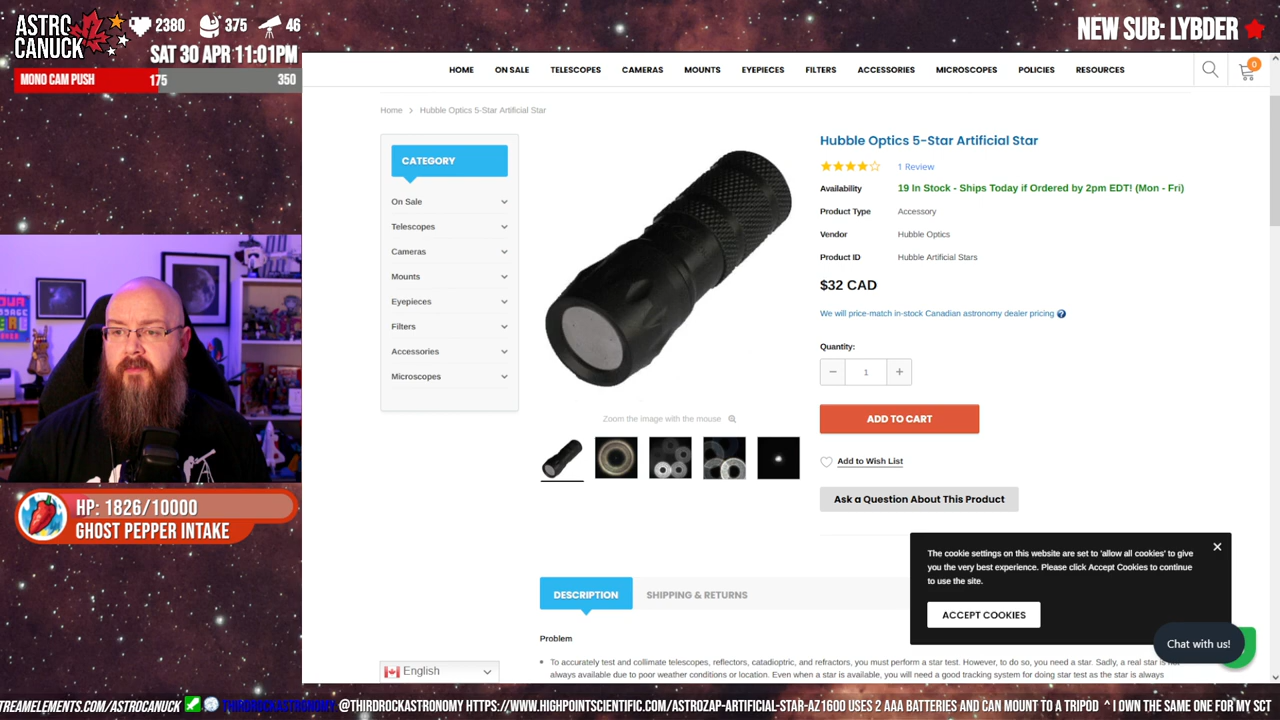 ASTRO
CANUCK
2380
375
46
SAT 30 APR 11:01PM
MONO CAM PUSH
175
350
NEW SUB: LYBDER
HOME
ON SALE
TELESCOPES
CAMERAS
MOUNTS
EYEPIECES
FILTERS
ACCESSORIES
MICROSCOPES
POLICIES
RESOURCES
0
Home > Hubble Optics 5-Star Artificial Star
CATEGORY
On Sale
Telescopes
Cameras
Mounts
Eyepieces
Filters
Accessories
Microscopes
Zoom the image with the mouse
Hubble Optics 5-Star Artificial Star
1 Review
Availability 19 In Stock - Ships Today if Ordered by 2pm EDT! (Mon - Fri)
Product Type Accessory
Vendor Hubble Optics
Product ID Hubble Artificial Stars
$32 CAD
We will price-match in-stock Canadian astronomy dealer pricing ?
Quantity:
− 1 +
ADD TO CART
Add to Wish List
Ask a Question About This Product
The cookie settings on this website are set to 'allow all cookies' to give
you the very best experience. Please click Accept Cookies to continue
to use the site.
ACCEPT COOKIES
Chat with us!
DESCRIPTION
SHIPPING & RETURNS
Problem
To accurately test and collimate telescopes, reflectors, catadioptric, and refractors, you must perform a star test. However, to do so, you need a star. Sadly, a real star is
always available due to poor weather conditions or location. Even when a star is available, you will need a good tracking system for doing star test as the star is always
English
HP: 1826/10000
GHOST PEPPER INTAKE
TREAMELEMENTS.COM/ASTROCANUCK THIRDROCKASTRONOMY @THIRDROCKASTRONOMY HTTPS://WWW.HIGHPOINTSCIENTIFIC.COM/ASTROZAP-ARTIFICIAL-STAR-AZ1600 USES 2 AAA BATTERIES AND CAN MOUNT TO A TRIPOD ^ I OWN THE SAME ONE FOR MY SCT